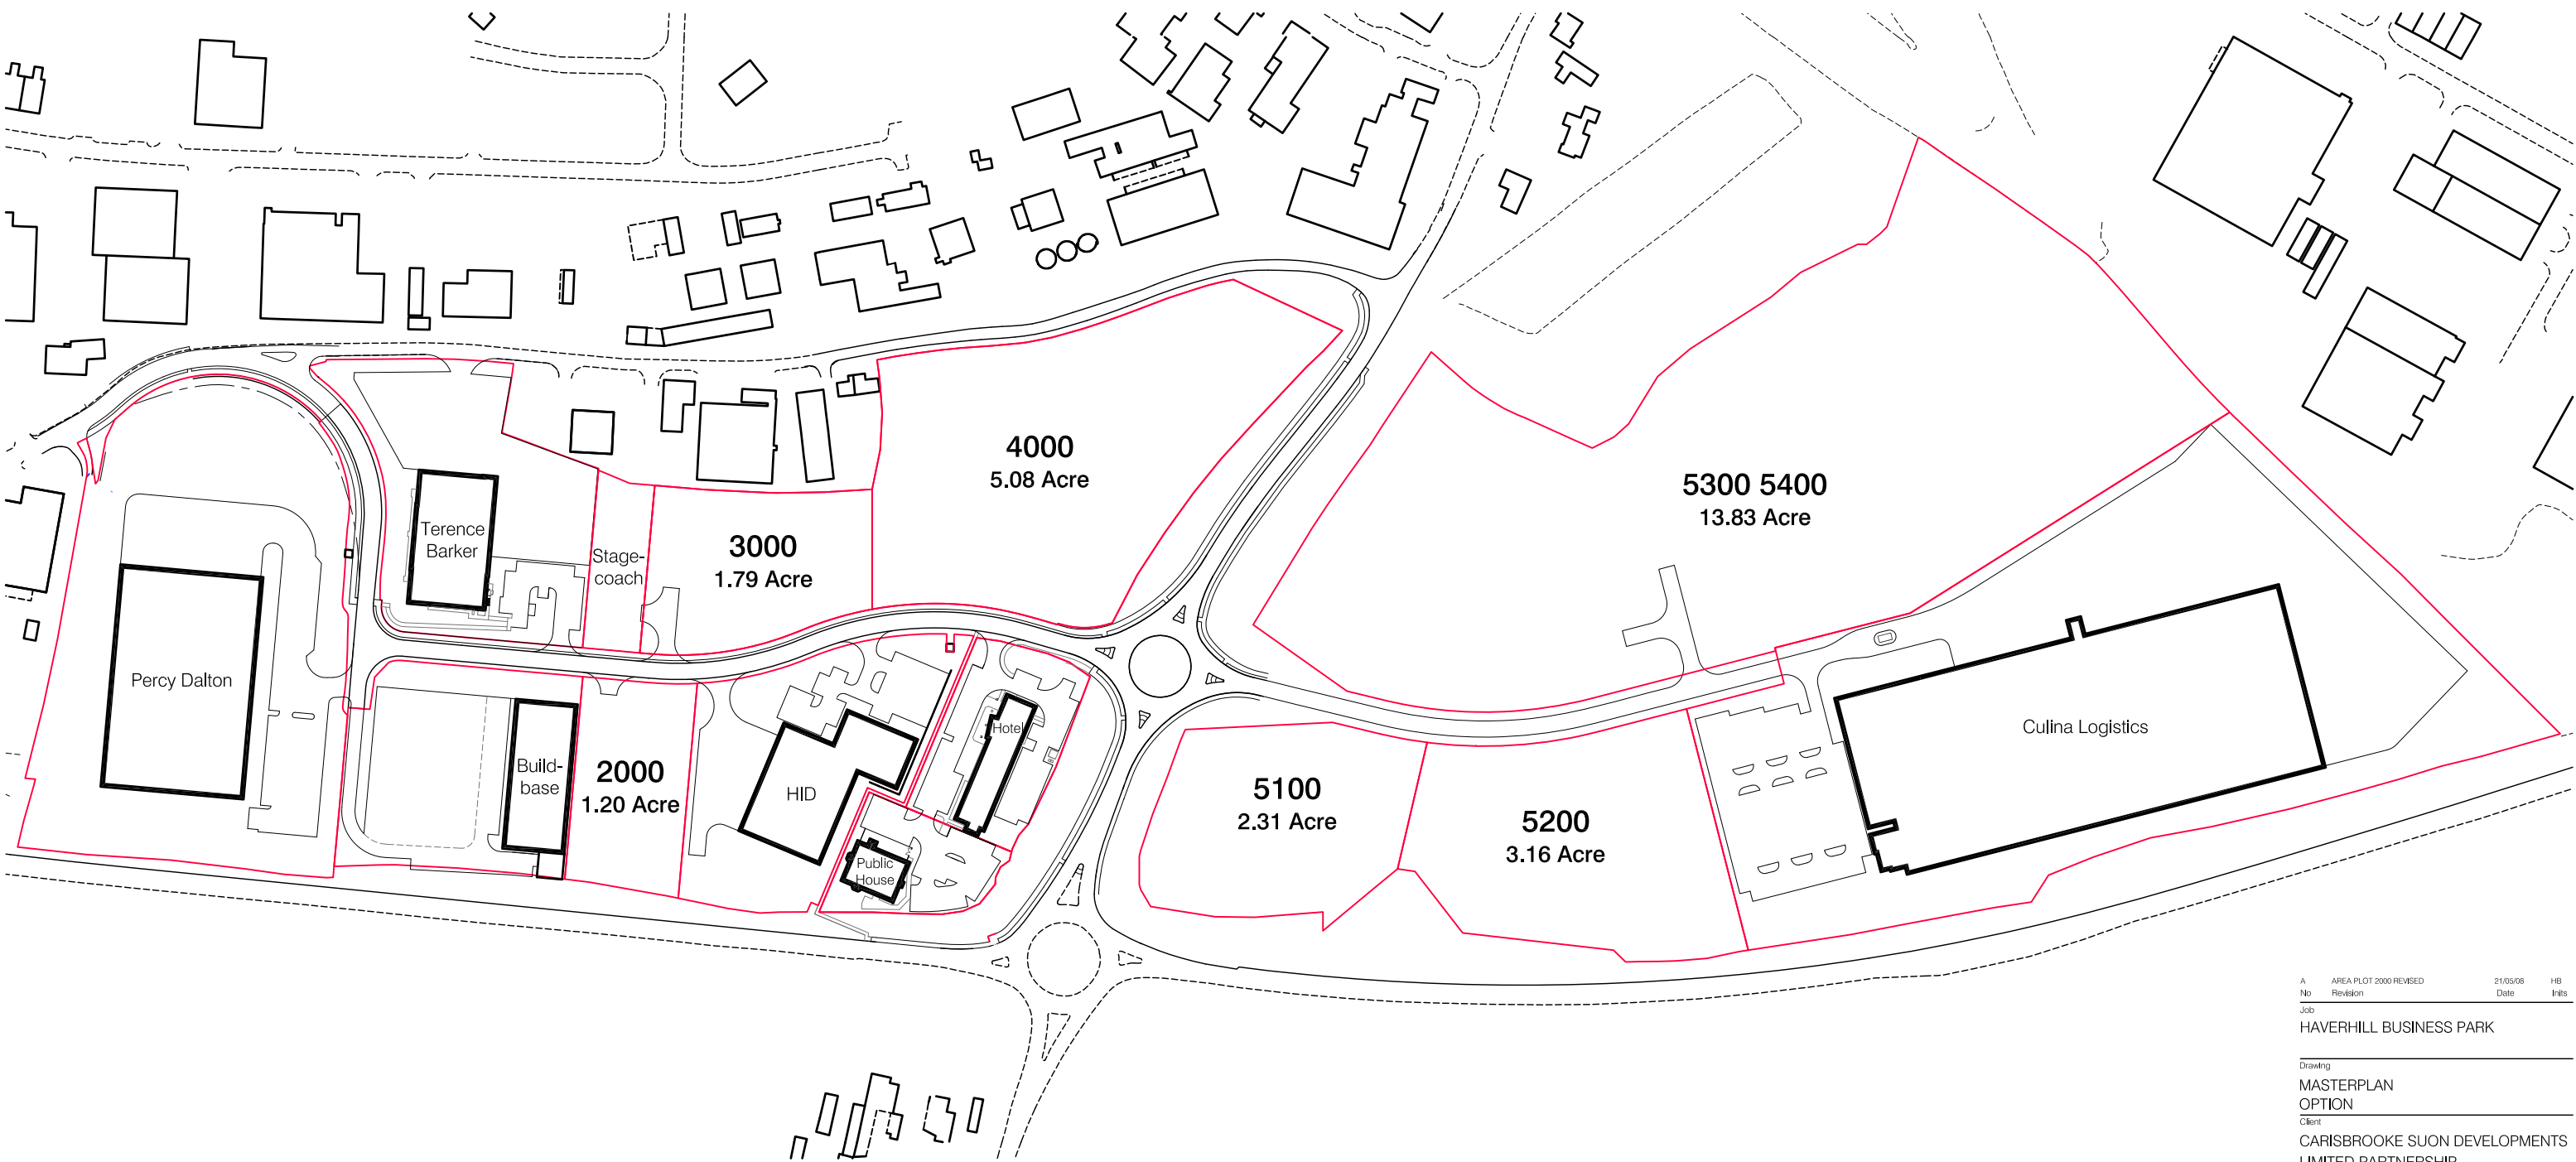 4000
5.08 Acre
5300 5400
13.83 Acre
Terence
Barker
Stage-
coach
3000
1.79 Acre
Percy Dalton
Build-
base
2000
1.20 Acre
HID
Hotel
Public
House
5100
2.31 Acre
5200
3.16 Acre
Culina Logistics
A AREA PLOT 2000 REVISED 21/05/08 HB
No Revision Date Inits
Job
HAVERHILL BUSINESS PARK
Drawing
MASTERPLAN
OPTION
Client
CARISBROOKE SUON DEVELOPMENTS
LIMITED PARTNERSHIP